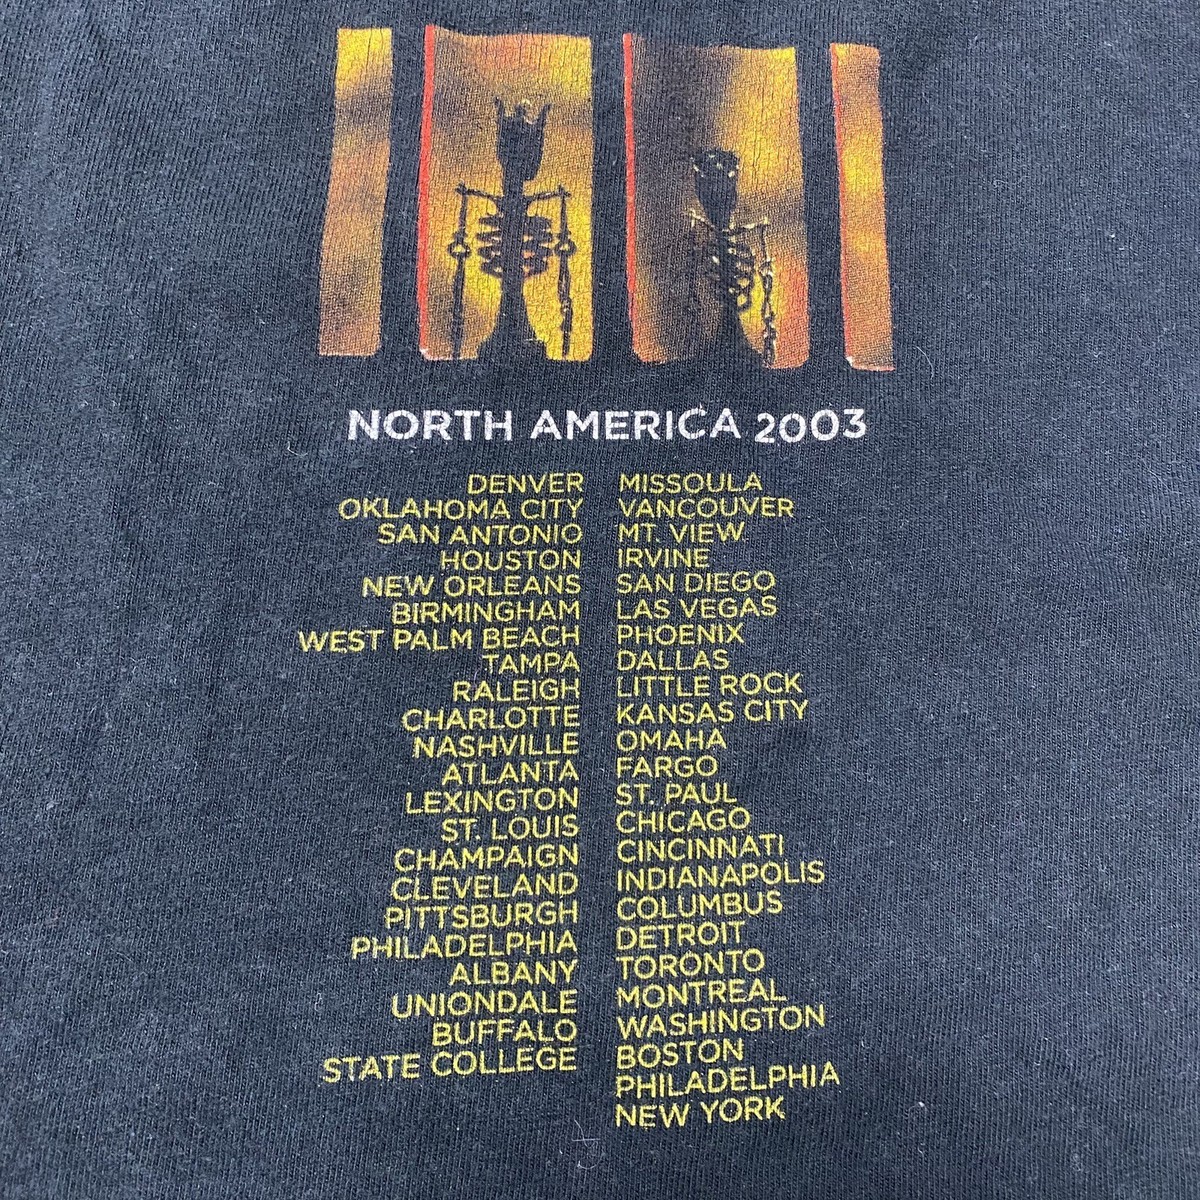 NORTH AMERICA 2003
DENVER
OKLAHOMA CITY
SAN ANTONIO
HOUSTON
NEW ORLEANS
BIRMINGHAM
WEST PALM BEACH
TAMPA
RALEIGH
CHARLOTTE
NASHVILLE
ATLANTA
LEXINGTON
ST. LOUIS
CHAMPAIGN
CLEVELAND
PITTSBURGH
PHILADELPHIA
ALBANY
UNIONDALE
BUFFALO
STATE COLLEGE
MISSOULA
VANCOUVER
MT. VIEW
IRVINE
SAN DIEGO
LAS VEGAS
PHOENIX
DALLAS
LITTLE ROCK
KANSAS CITY
OMAHA
FARGO
ST. PAUL
CHICAGO
CINCINNATI
INDIANAPOLIS
COLUMBUS
DETROIT
TORONTO
MONTREAL
WASHINGTON
BOSTON
PHILADELPHIA
NEW YORK